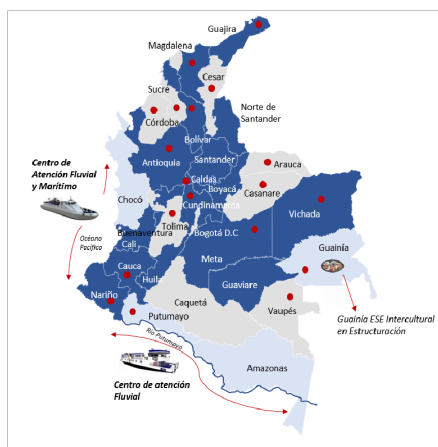 Guajira
Magdalena
Cesar
Sucre
Córdoba
Norte de
Santander
Bolívar
Antioquia
Santander
Arauca
Centro de
Atención Fluvial
y Marítimo
Caldas
Boyacá
Casanare
Chocó
Cundinamarca
Vichada
Tolima
Buenaventura
Bogotá D.C
Océano
Pacífica
Cali
Guainía
Meta
Cauca
Huila
Guaviare
Nariño
Caquetá
Vaupés
Putumayo
Guainía ESE Intercultural
en Estructuración
Río Putumayo
Amazonas
Centro de atención
Fluvial